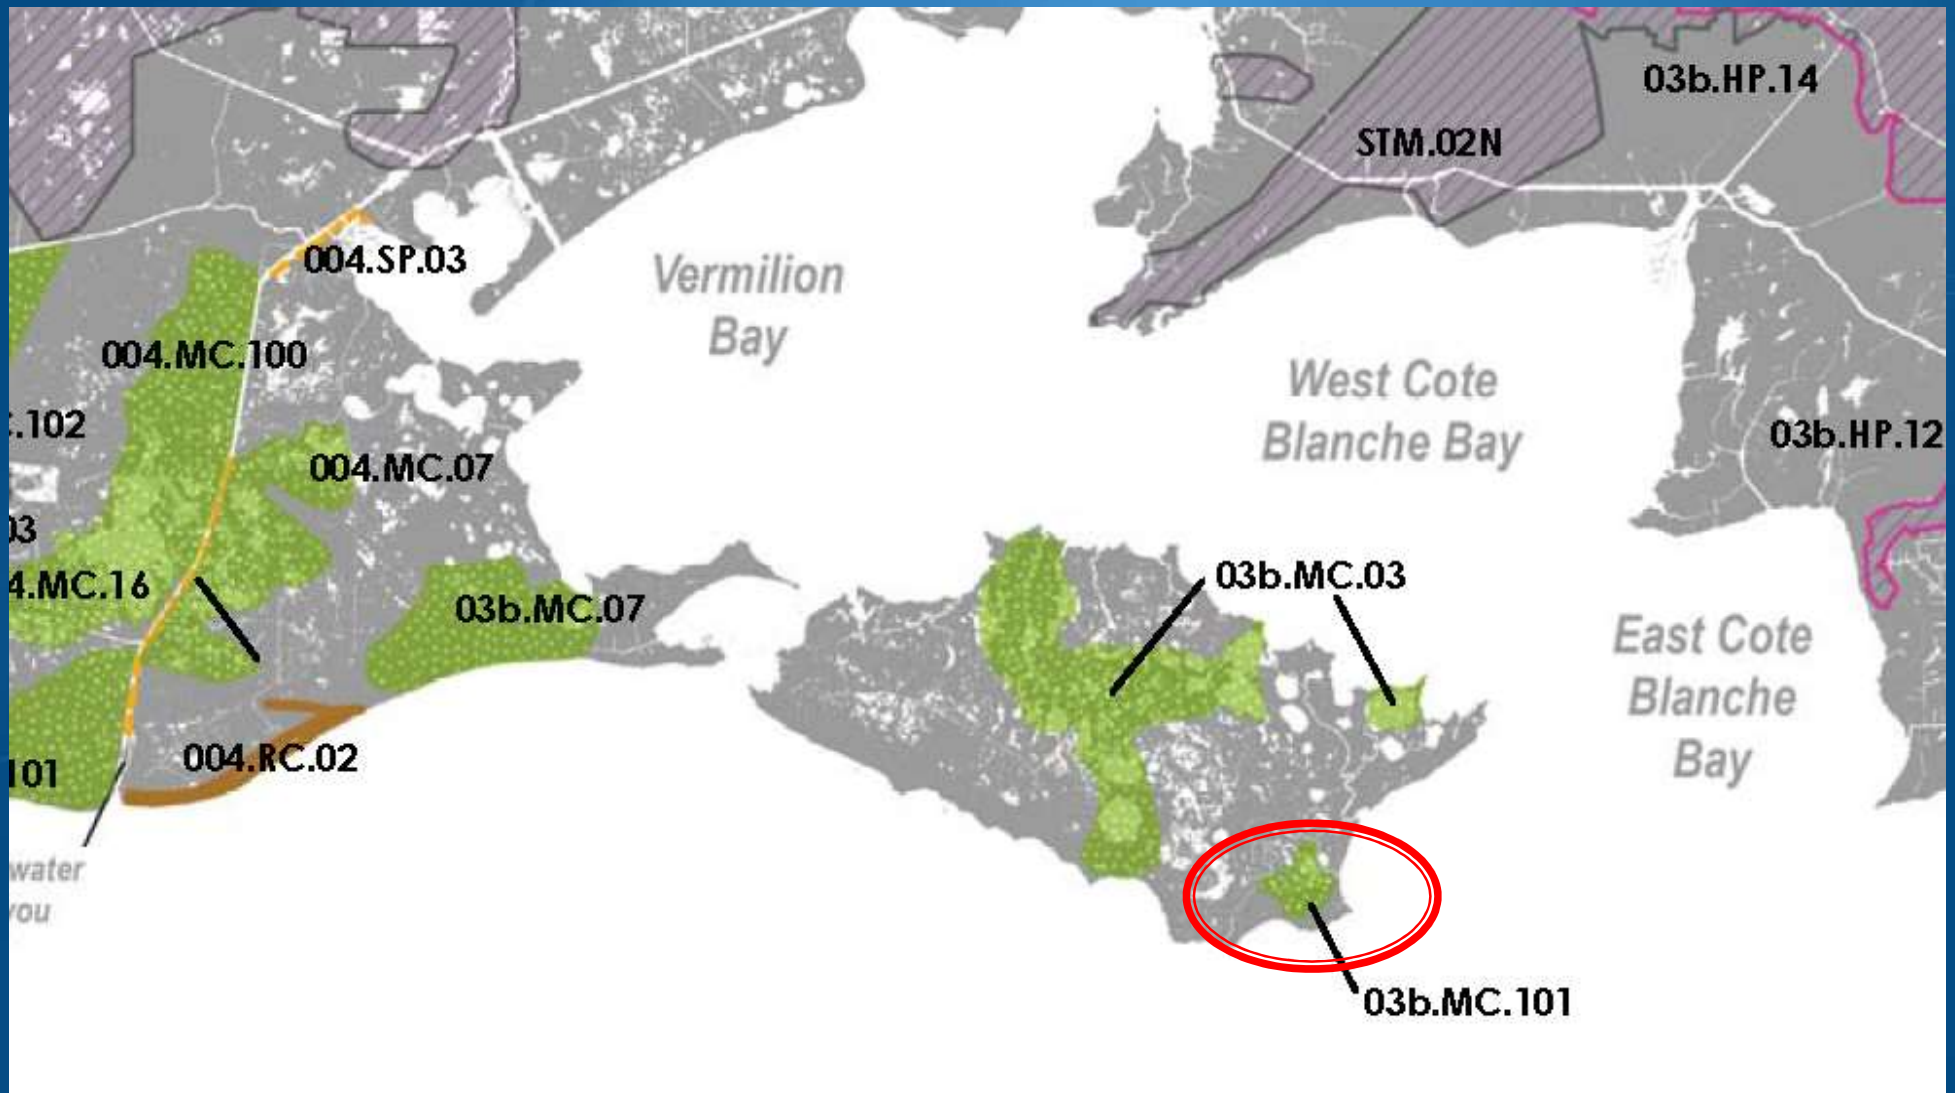 03b.HP.14
STM.02N
004.SP.03
Vermilion
Bay
004.MC.100
West Cote
Blanche Bay
.102
03b.HP.12
004.MC.07
03
03b.MC.03
4.MC.16
03b.MC.07
East Cote
Blanche
Bay
004.RC.02
101
water
you
03b.MC.101